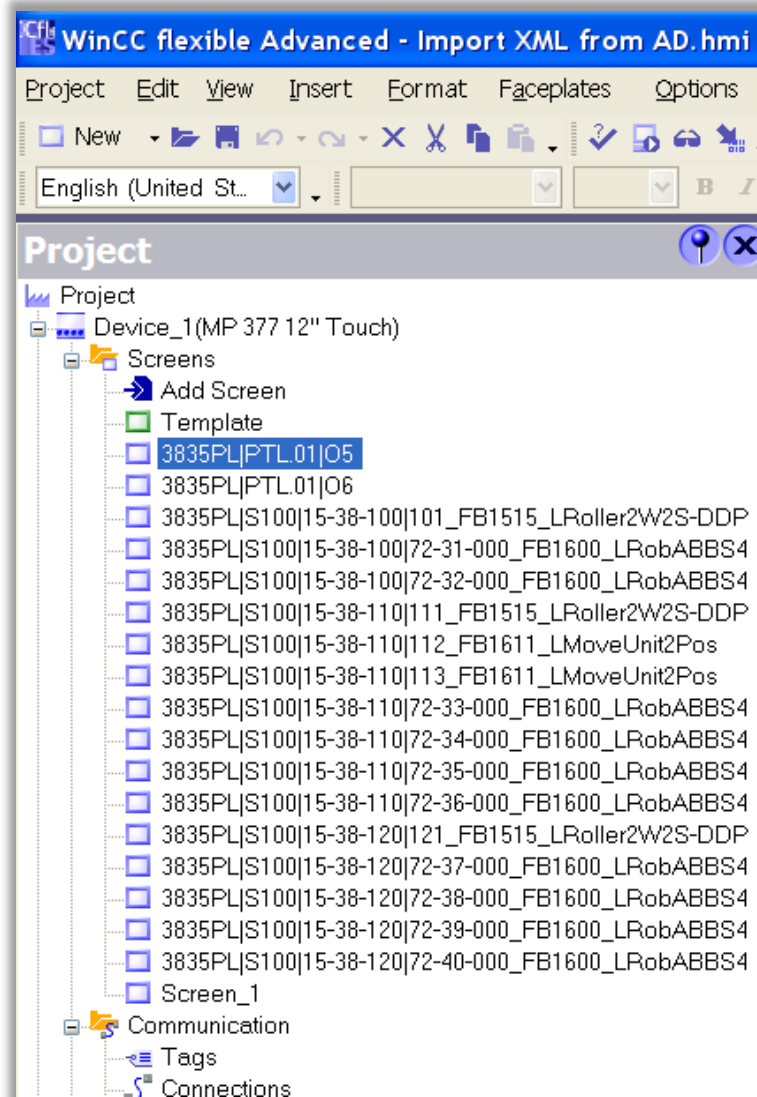 WinCC flexible Advanced - Import XML from AD.hmi
Project Edit View Insert Format Faceplates Options
New
English (United St... B I
Project
Project
Device_1(MP 377 12" Touch)
Screens
Add Screen
Template
3835PL|PTL.01|O5
3835PL|PTL.01|O6
3835PL|S100|15-38-100|101_FB1515_LRoller2W2S-DDP
3835PL|S100|15-38-100|72-31-000_FB1600_LRobABBS4
3835PL|S100|15-38-100|72-32-000_FB1600_LRobABBS4
3835PL|S100|15-38-110|111_FB1515_LRoller2W2S-DDP
3835PL|S100|15-38-110|112_FB1611_LMoveUnit2Pos
3835PL|S100|15-38-110|113_FB1611_LMoveUnit2Pos
3835PL|S100|15-38-110|72-33-000_FB1600_LRobABBS4
3835PL|S100|15-38-110|72-34-000_FB1600_LRobABBS4
3835PL|S100|15-38-110|72-35-000_FB1600_LRobABBS4
3835PL|S100|15-38-110|72-36-000_FB1600_LRobABBS4
3835PL|S100|15-38-120|121_FB1515_LRoller2W2S-DDP
3835PL|S100|15-38-120|72-37-000_FB1600_LRobABBS4
3835PL|S100|15-38-120|72-38-000_FB1600_LRobABBS4
3835PL|S100|15-38-120|72-39-000_FB1600_LRobABBS4
3835PL|S100|15-38-120|72-40-000_FB1600_LRobABBS4
Screen_1
Communication
Tags
Connections